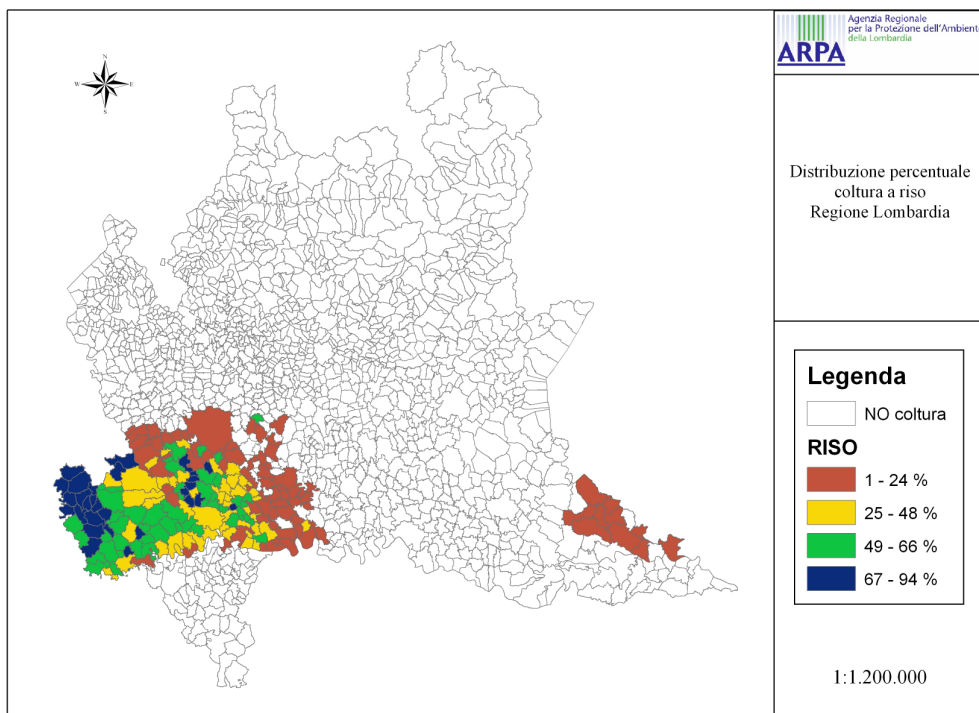 N
W
E
S
ARPA
Agenzia Regionale
per la Protezione dell'Ambiente
della Lombardia
Distribuzione percentuale
coltura a riso
Regione Lombardia
Legenda
NO coltura
RISO
1 - 24 %
25 - 48 %
49 - 66 %
67 - 94 %
1:1.200.000